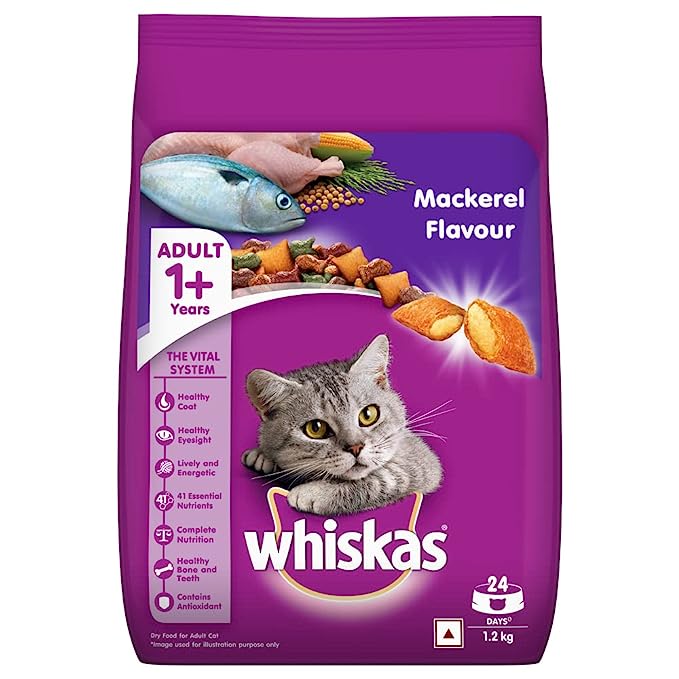 Mackerel
Flavour
ADULT
1+
Years
THE VITAL
SYSTEM
Healthy
Coat
Healthy
Eyesight
Lively and
Energetic
41
41 Essential
Nutrients
Complete
Nutrition
Healthy
Bone and
Teeth
Contains
Antioxidant
whiskas®
24
DAYS
1.2 kg
Dry Food for Adult Cat
*Image used for illustration purpose only